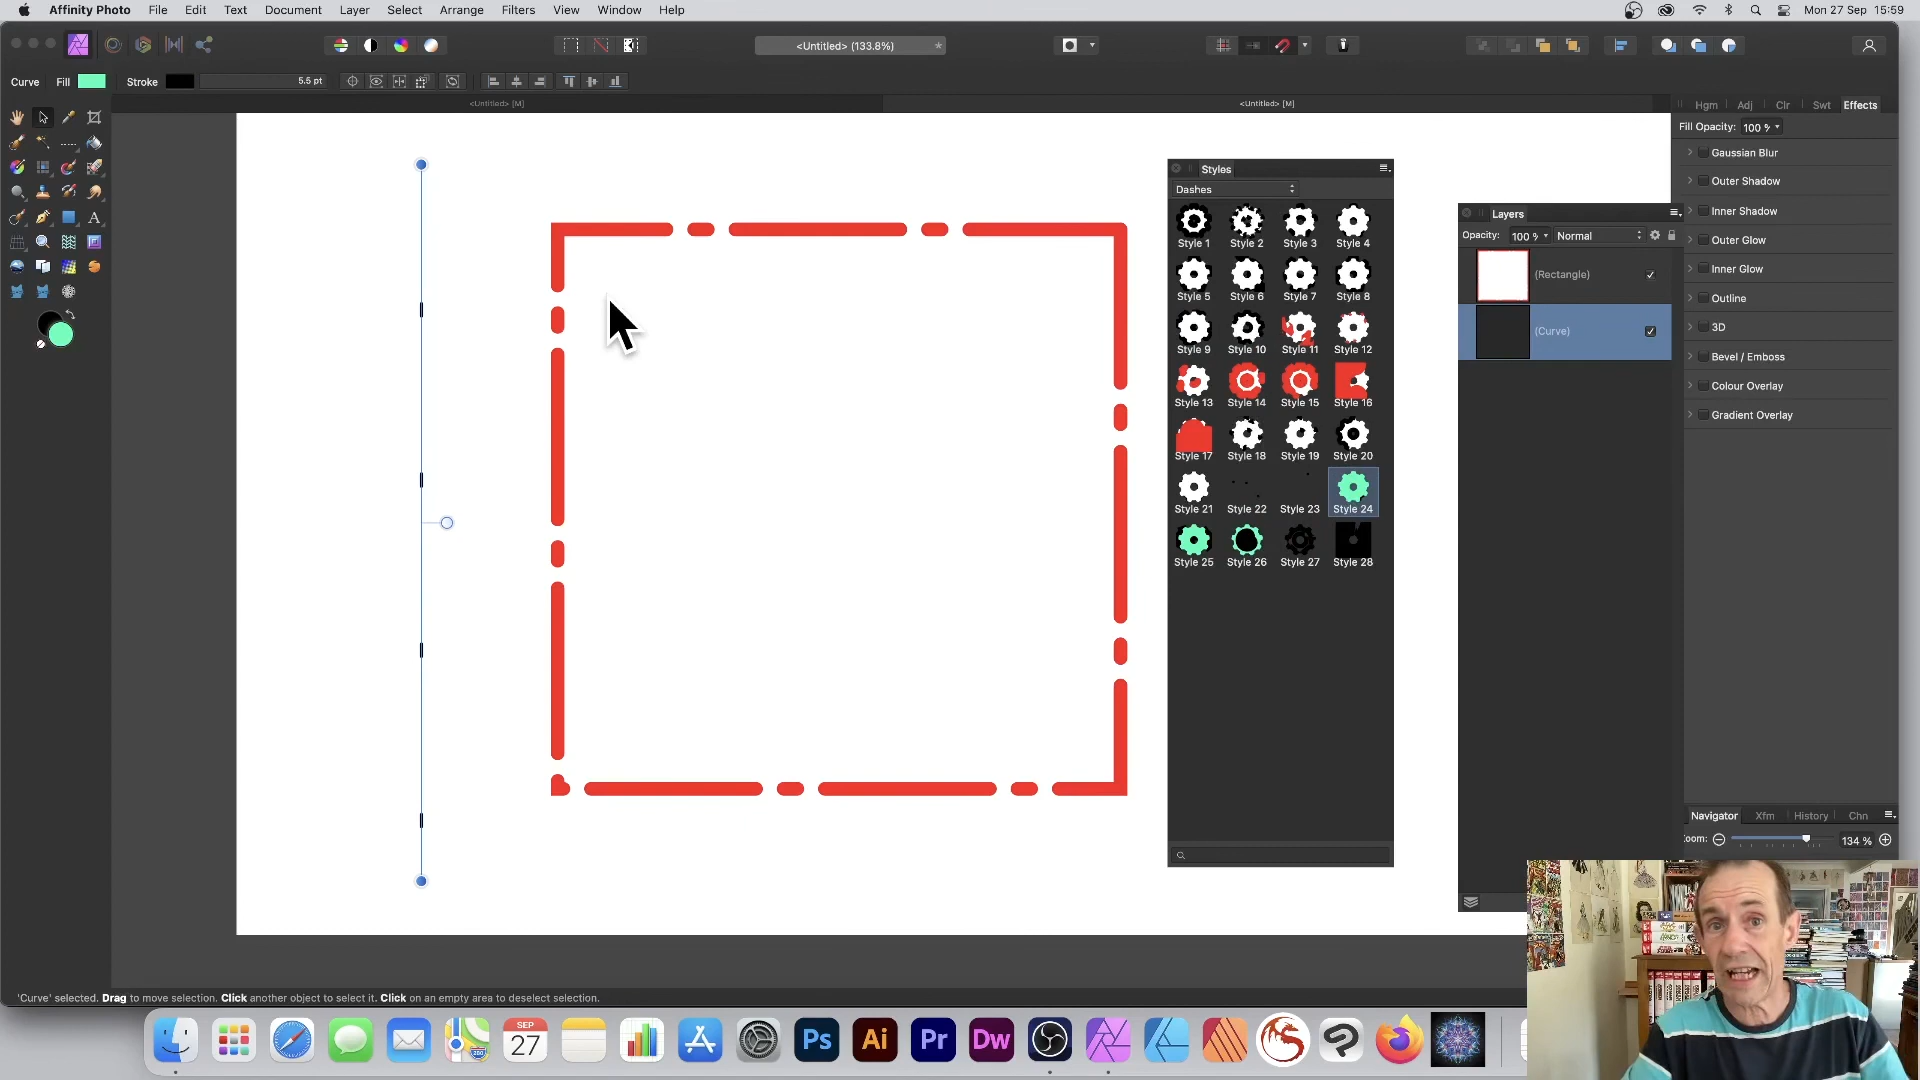 Affinity Photo File Edit Text Document Layer Select Arrange Filters View Window Help Mon 27 Sep 15:59
<Untitled> (133.8%) *
Curve Fill Stroke 5.5 pt
<Untitled> [M] <Untitled> [M]
Hgm Adj Clr Swt Effects
Fill Opacity: 100 %
Gaussian Blur
Outer Shadow
Inner Shadow
Outer Glow
Inner Glow
Outline
3D
Bevel / Emboss
Colour Overlay
Gradient Overlay
Styles
Dashes
Style 1 Style 2 Style 3 Style 4
Style 5 Style 6 Style 7 Style 8
Style 9 Style 10 Style 11 Style 12
Style 13 Style 14 Style 15 Style 16
Style 17 Style 18 Style 19 Style 20
Style 21 Style 22 Style 23 Style 24
Style 25 Style 26 Style 27 Style 28
Layers
Opacity: 100 % Normal
(Rectangle)
(Curve)
Navigator Xfm History Chn
Zoom: 134 %
'Curve' selected. Drag to move selection. Click another object to select it. Click on an empty area to deselect selection.
SEP
27
280
Ps Ai Pr Dw